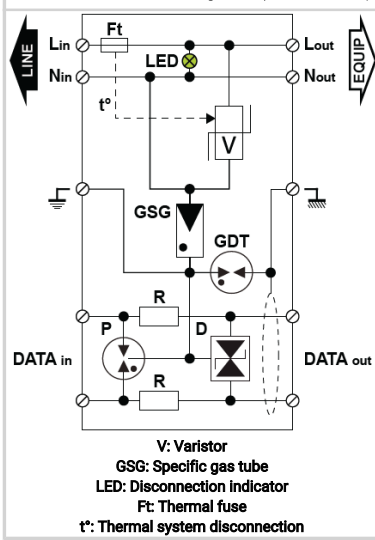 Ft
Lin
Lout
LED
LINE
EQUIP
Nin
Nout
t°
V
GSG
GDT
R
P
D
DATA in
DATA out
R
V: Varistor
GSG: Specific gas tube
LED: Disconnection indicator
Ft: Thermal fuse
t°: Thermal system disconnection